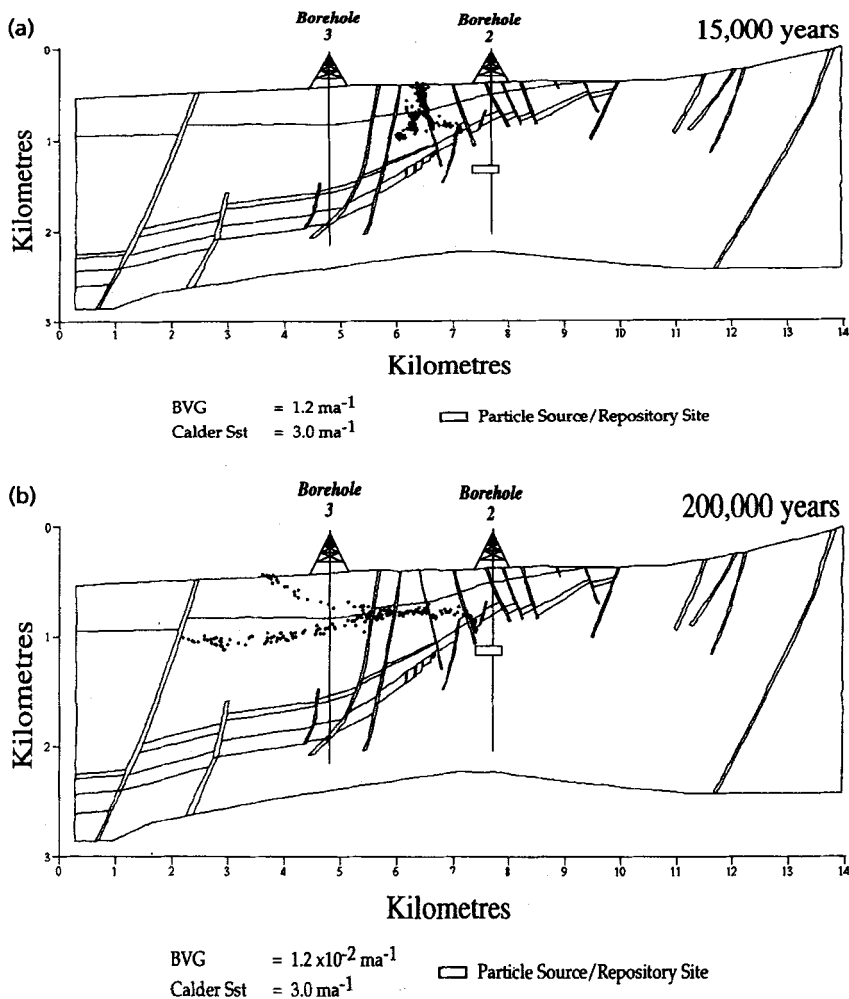 (a)
Borehole
3
Borehole
2
15,000 years
0
1
2
3
Kilometres
0 1 2 3 4 5 6 7 8 9 10 11 12 13 14
Kilometres
BVG = 1.2 ma-1
Calder Sst = 3.0 ma-1
Particle Source/Repository Site
(b)
Borehole
3
Borehole
2
200,000 years
0
1
2
3
Kilometres
0 1 2 3 4 5 6 7 8 9 10 11 12 13 14
Kilometres
BVG = 1.2 x10-2 ma-1
Calder Sst = 3.0 ma-1
Particle Source/Repository Site